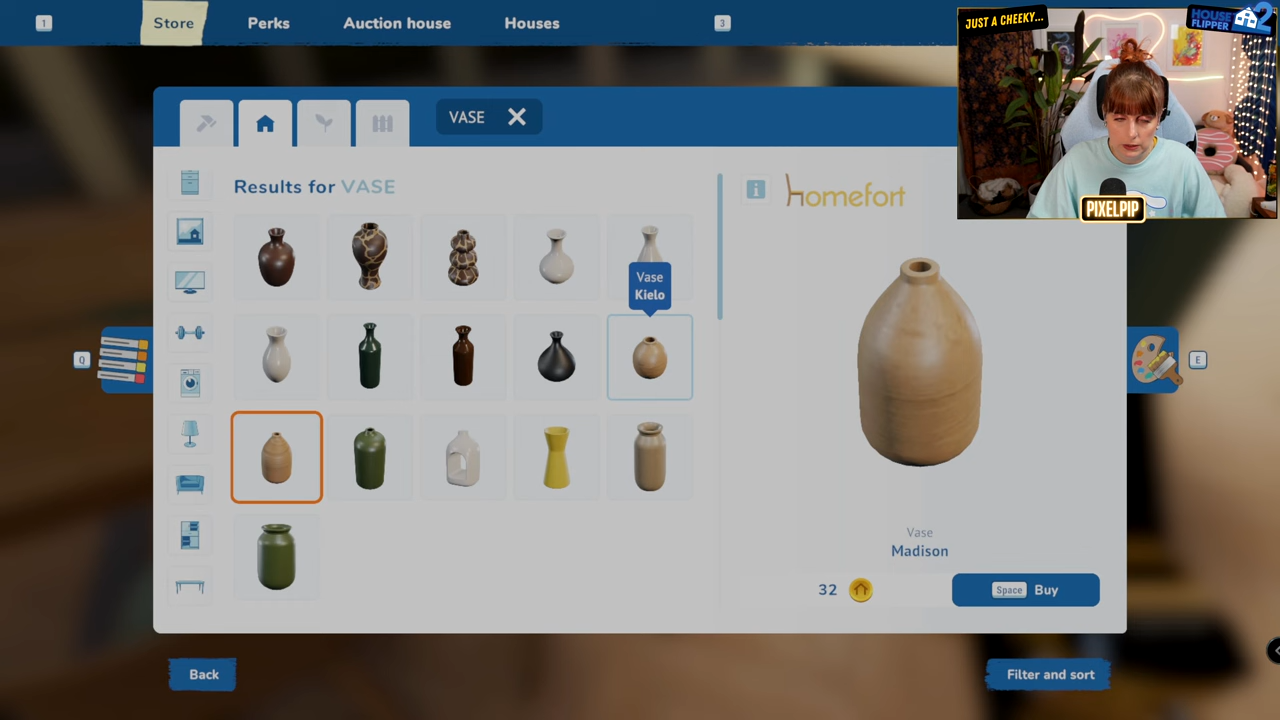 1
Store
Perks
Auction house
Houses
3
JUST A CHEEKY...
HOUSE
FLIPPER 2
PIXELPIP
VASE
Results for VASE
homefort
Vase
Kielo
Q
E
Vase
Madison
32
Space
Buy
Back
Filter and sort